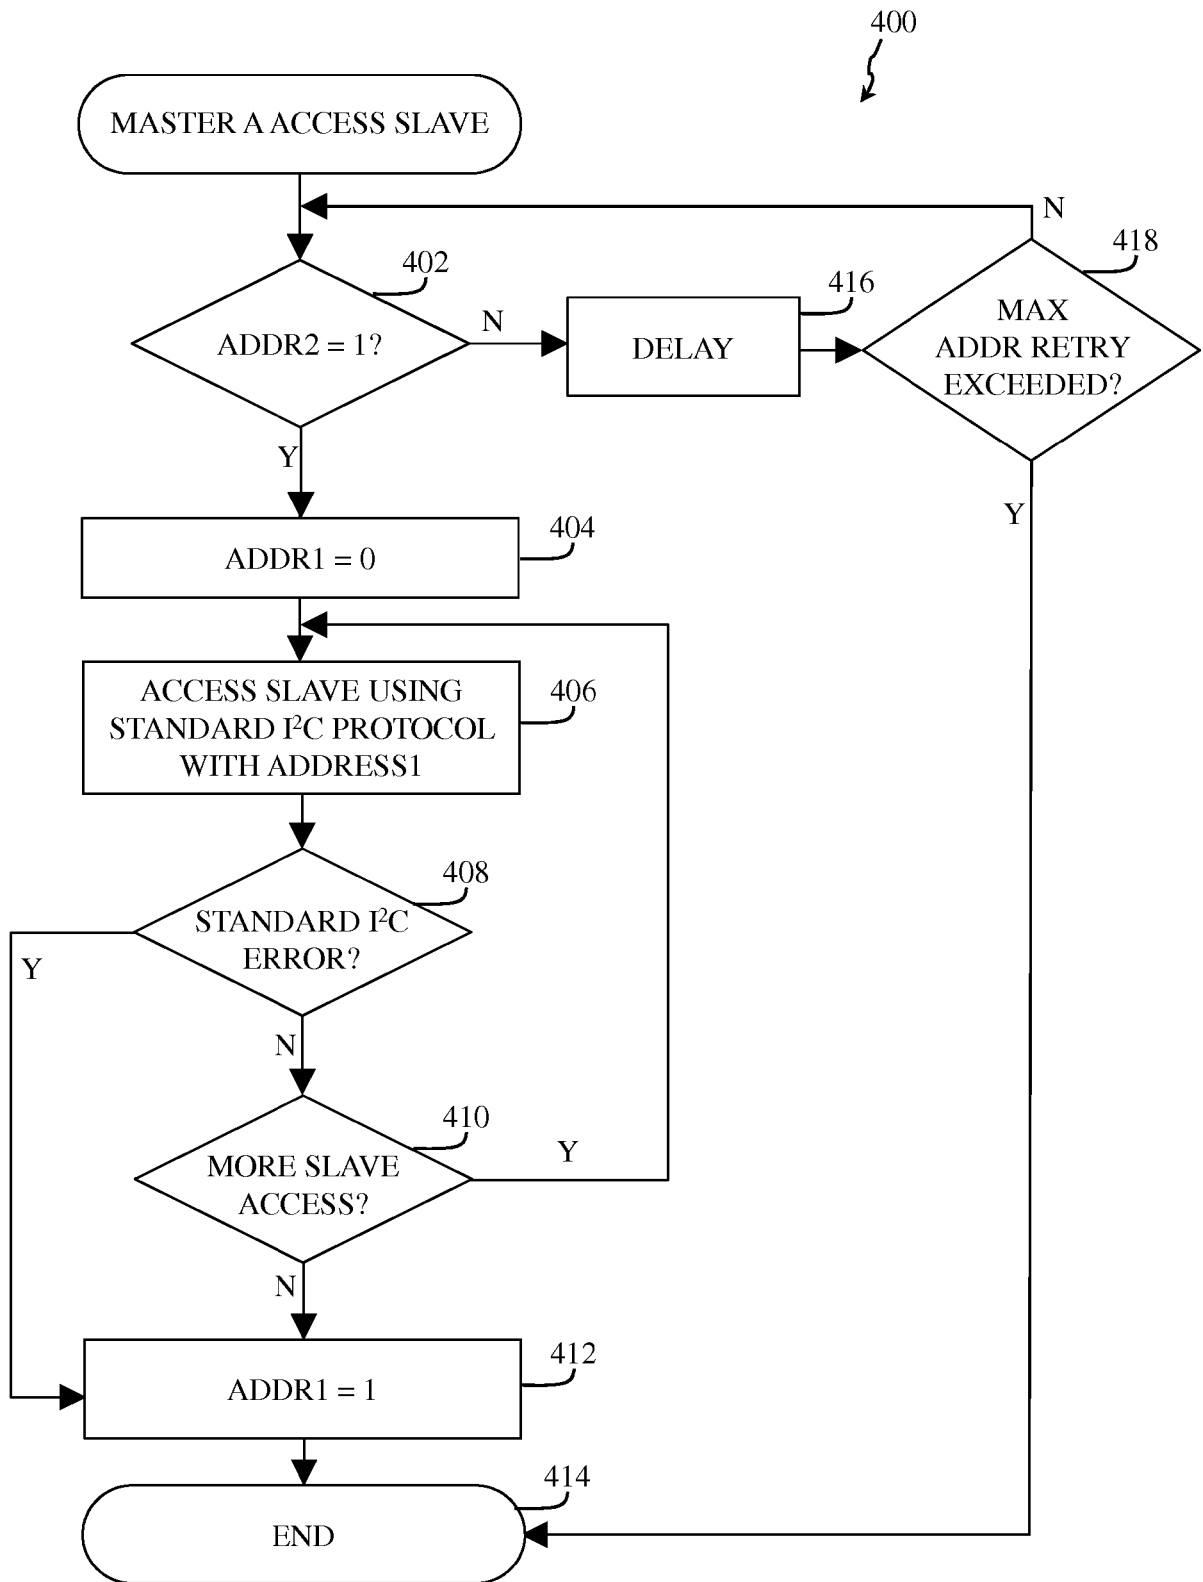 400
MASTER A ACCESS SLAVE
N
418
402
416
MAX
ADDR RETRY
EXCEEDED?
N
ADDR2 = 1?
DELAY
Y
Y
404
ADDR1 = 0
406
ACCESS SLAVE USING
STANDARD I²C PROTOCOL
WITH ADDRESS1
408
STANDARD I²C
ERROR?
Y
N
410
Y
MORE SLAVE
ACCESS?
N
412
ADDR1 = 1
414
END